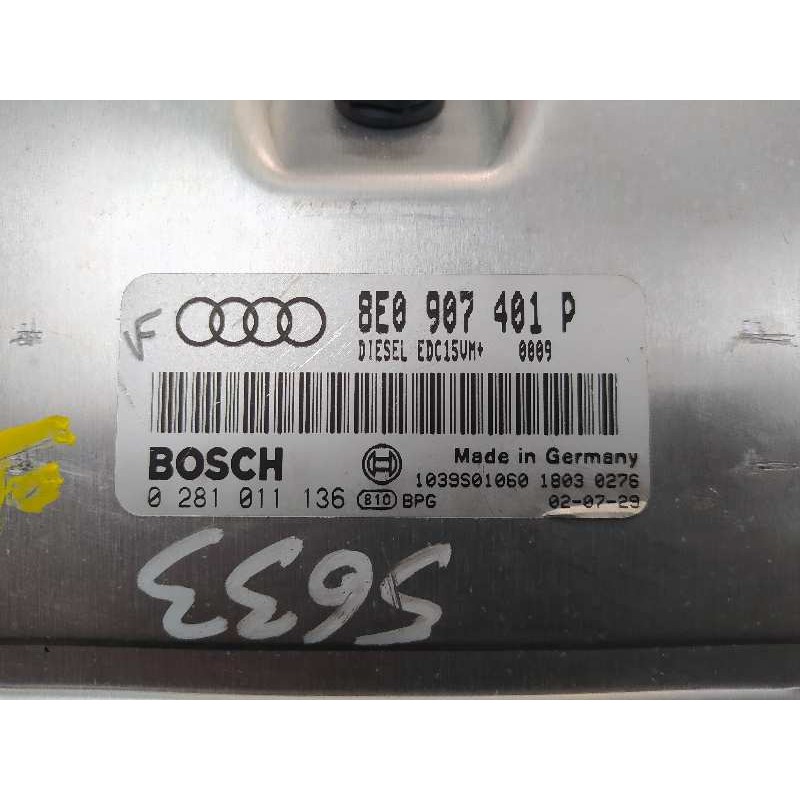 VF
8E0 907 401 P
DIESEL EDC15VM+ 0009
BOSCH
Made in Germany
1039S01060 1803 0276
0 281 011 136 810 BPG 02-07-29
5633